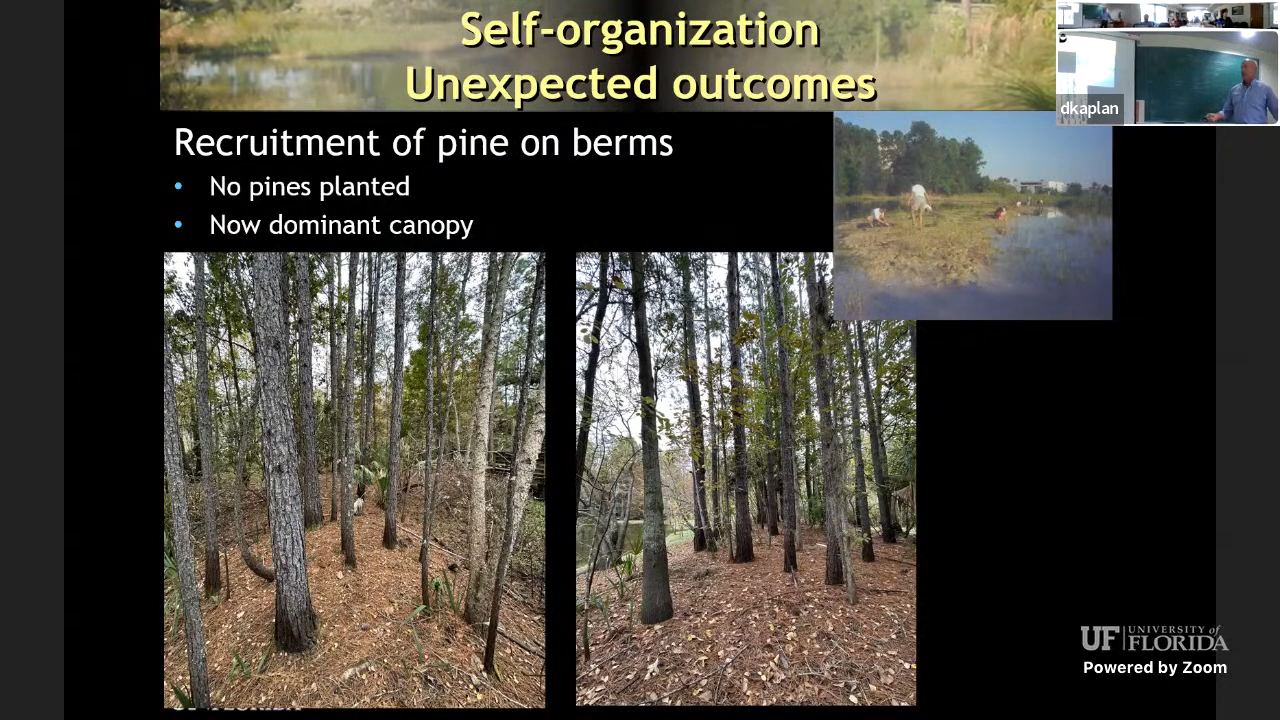 Self-organization
Unexpected outcomes
dkaplan
Recruitment of pine on berms
• No pines planted
• Now dominant canopy
UF | UNIVERSITY of
FLORIDA
Powered by Zoom